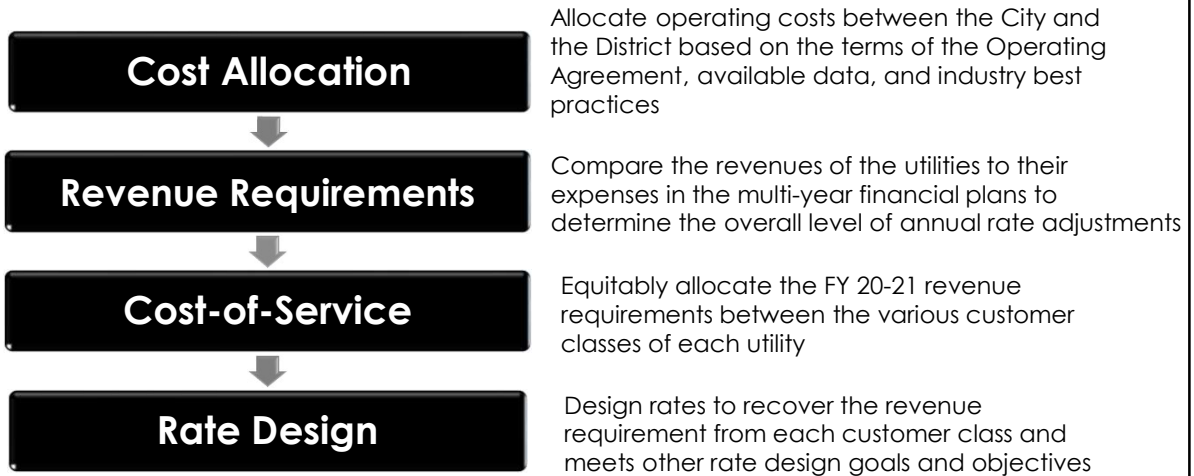 Cost Allocation
Allocate operating costs between the City and
the District based on the terms of the Operating
Agreement, available data, and industry best
practices
Revenue Requirements
Compare the revenues of the utilities to their
expenses in the multi-year financial plans to
determine the overall level of annual rate adjustments
Cost-of-Service
Equitably allocate the FY 20-21 revenue
requirements between the various customer
classes of each utility
Rate Design
Design rates to recover the revenue
requirement from each customer class and
meets other rate design goals and objectives